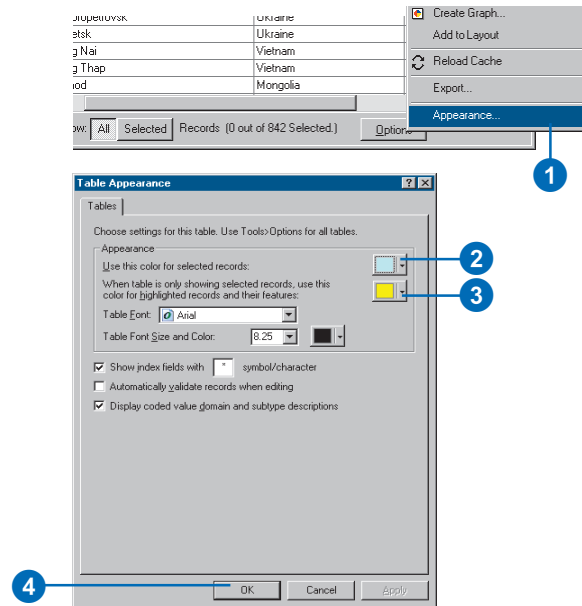 Ukraine
Create Graph...
Ukraine
Add to Layout
g Nai
Vietnam
g Thap
Vietnam
Reload Cache
Mongolia
Export...
Appearance...
All
Selected
Records (0 out of 842 Selected.)
Options
1
Table Appearance
Tables
Choose settings for this table. Use Tools>Options for all tables.
Appearance
Use this color for selected records:
2
When table is only showing selected records, use this
color for highlighted records and their features:
3
Table Font:
Arial
Table Font Size and Color:
8.25
Show index fields with * symbol/character
Automatically validate records when editing
Display coded value domain and subtype descriptions
4
OK
Cancel
Apply